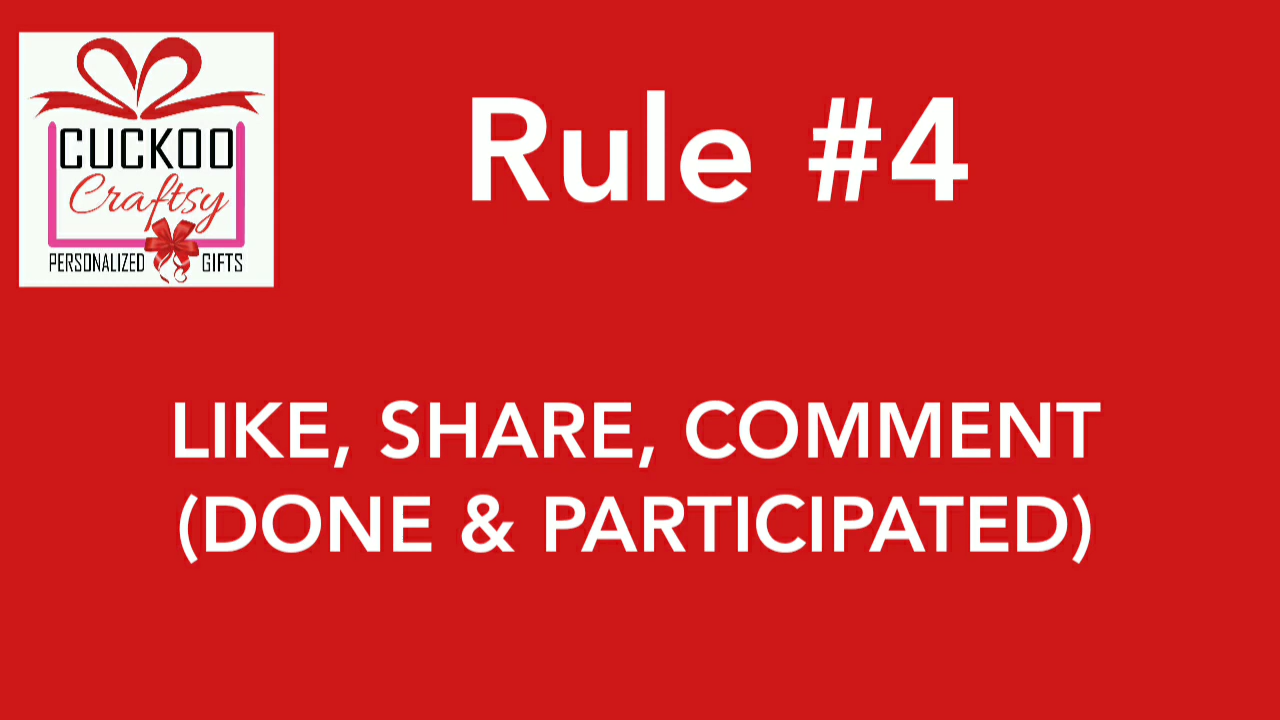 CUCKOO
Craftsy
PERSONALIZED GIFTS
Rule #4
LIKE, SHARE, COMMENT
(DONE & PARTICIPATED)